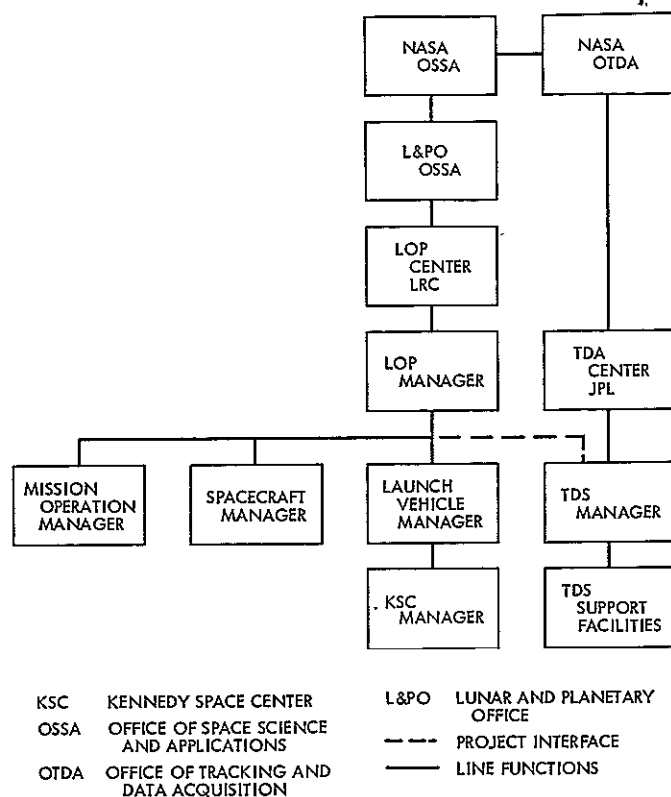 NASA
OSSA
NASA
OTDA
L&PO
OSSA
LOP
CENTER
LRC
LOP
MANAGER
TDA
CENTER
JPL
MISSION
OPERATION
MANAGER
SPACECRAFT
MANAGER
LAUNCH
VEHICLE
MANAGER
TDS
MANAGER
KSC
MANAGER
TDS
SUPPORT
FACILITIES
KSC KENNEDY SPACE CENTER
OSSA OFFICE OF SPACE SCIENCE
AND APPLICATIONS
OTDA OFFICE OF TRACKING AND
DATA ACQUISITION
L&PO LUNAR AND PLANETARY
OFFICE
PROJECT INTERFACE
LINE FUNCTIONS